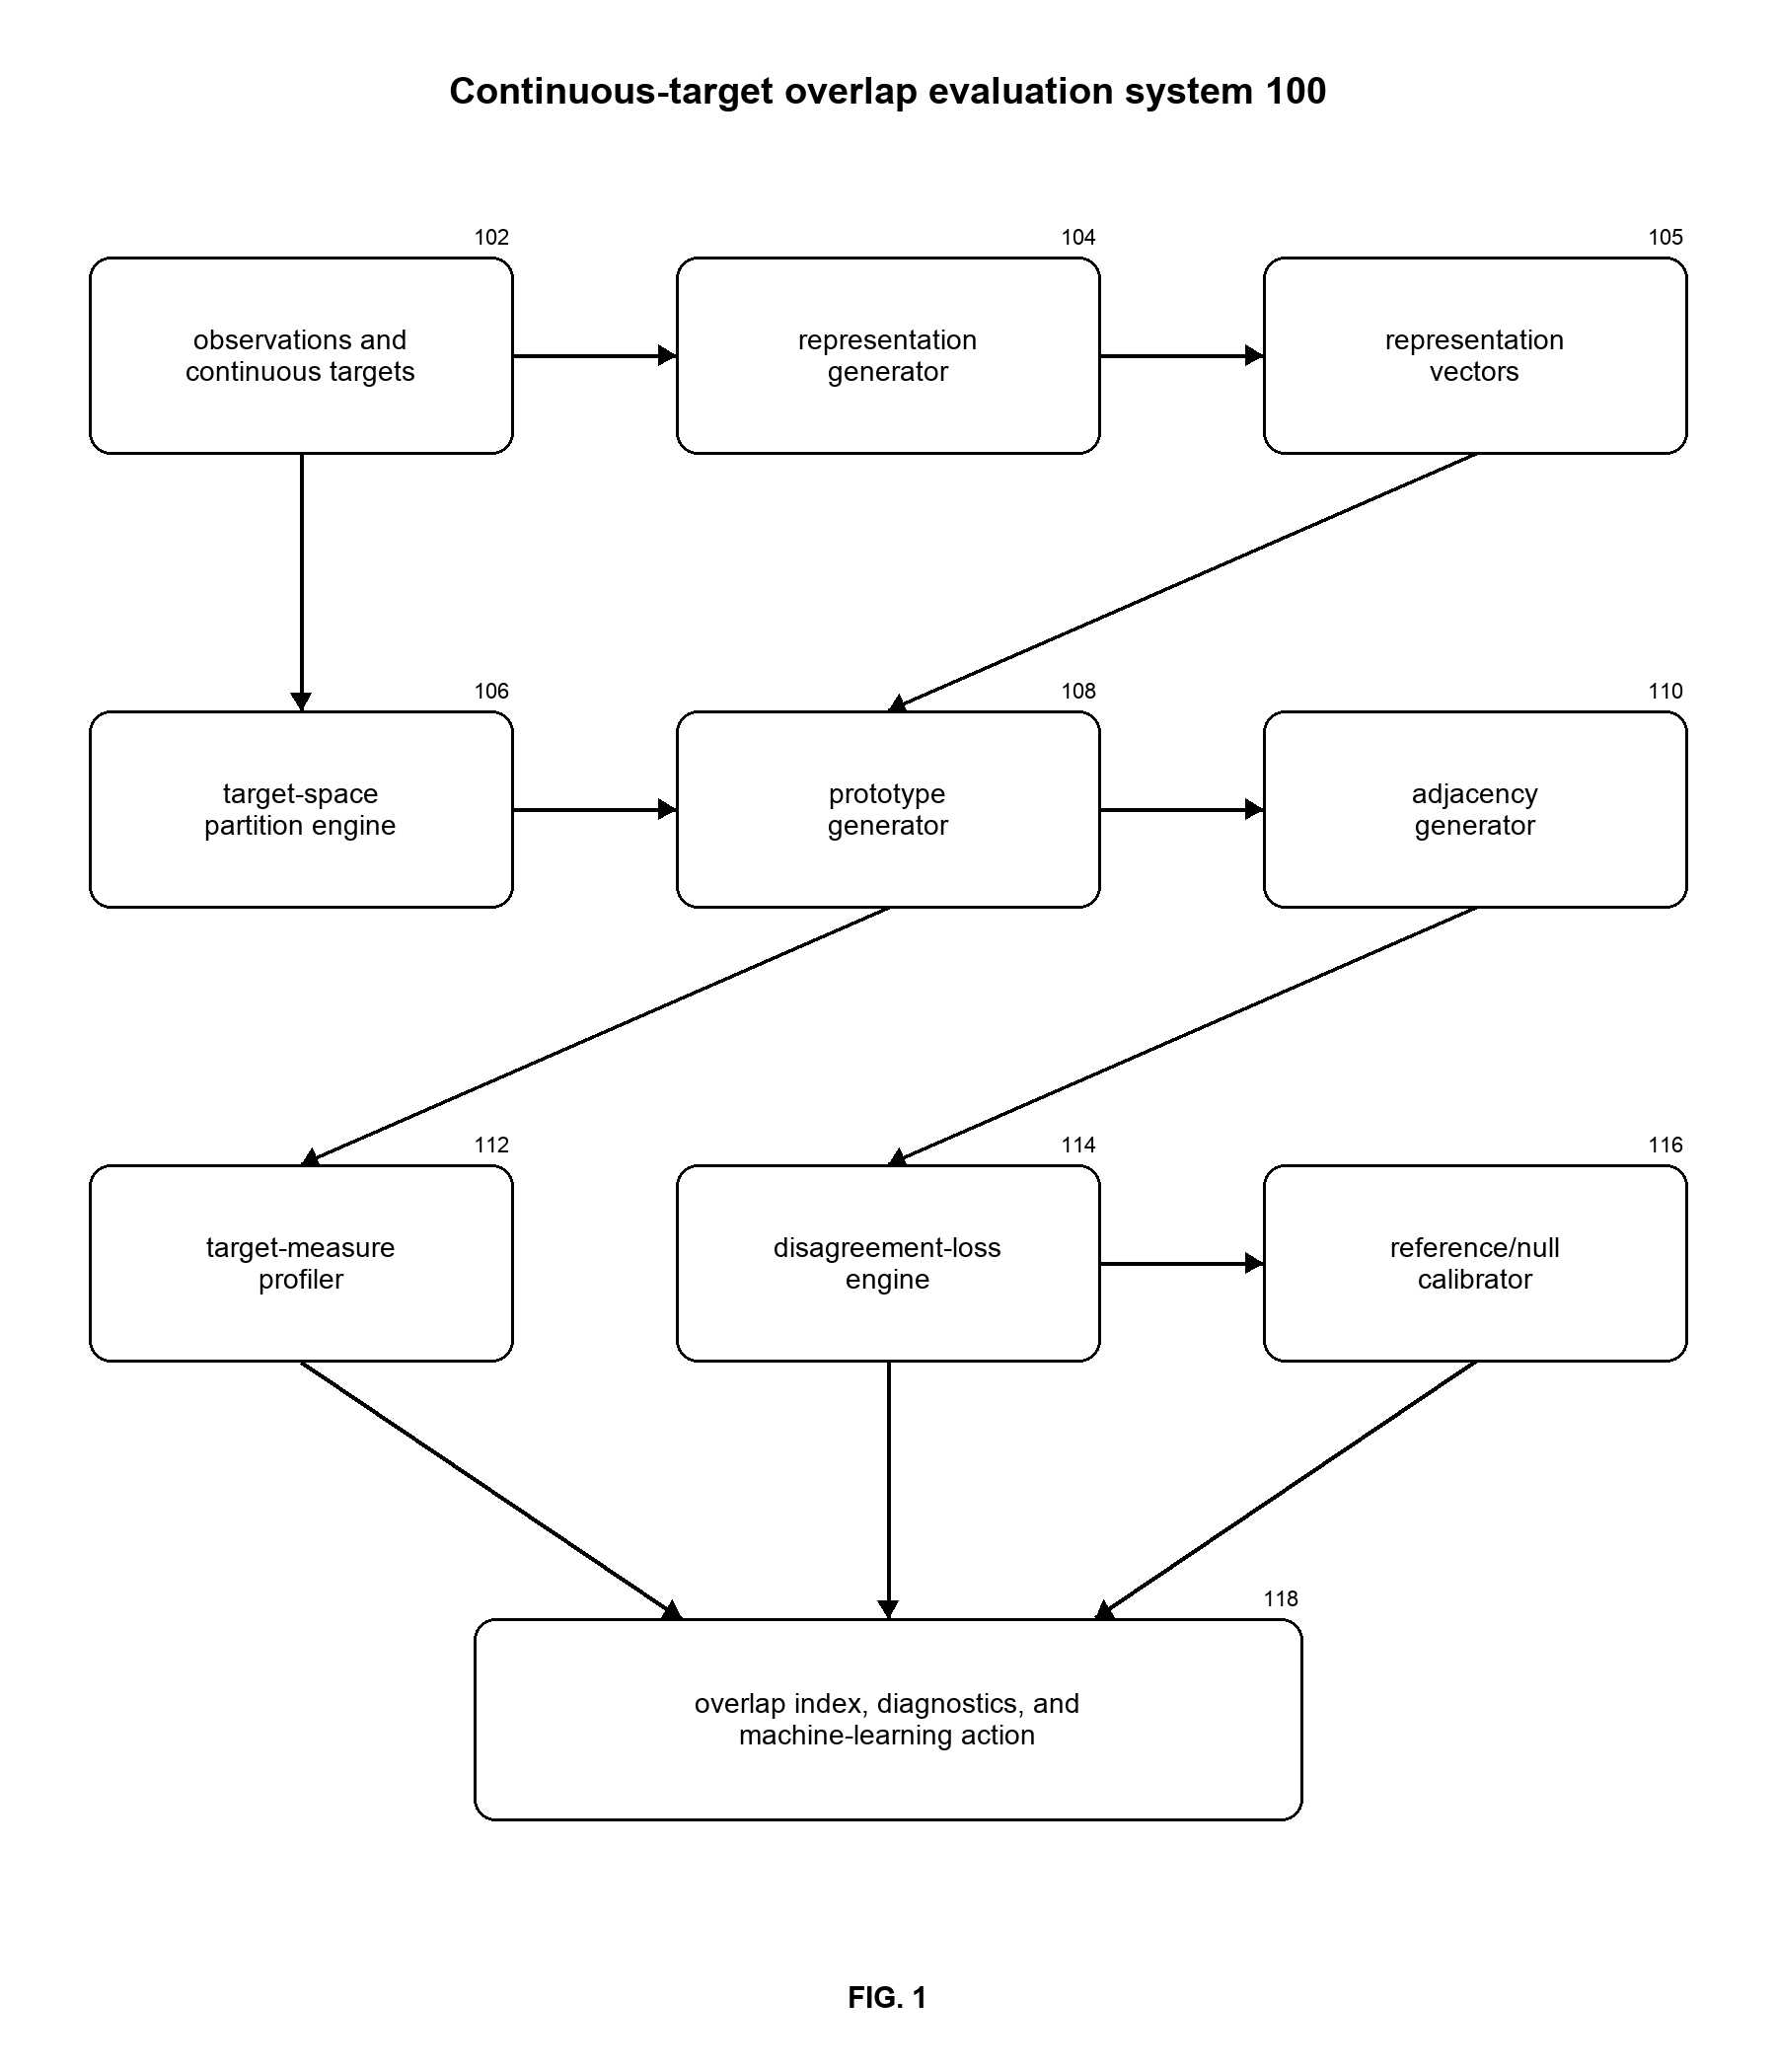 Continuous-target overlap evaluation system 100
102
observations and
continuous targets
104
representation
generator
105
representation
vectors
106
target-space
partition engine
108
prototype
generator
110
adjacency
generator
112
target-measure
profiler
114
disagreement-loss
engine
116
reference/null
calibrator
118
overlap index, diagnostics, and
machine-learning action
FIG. 1